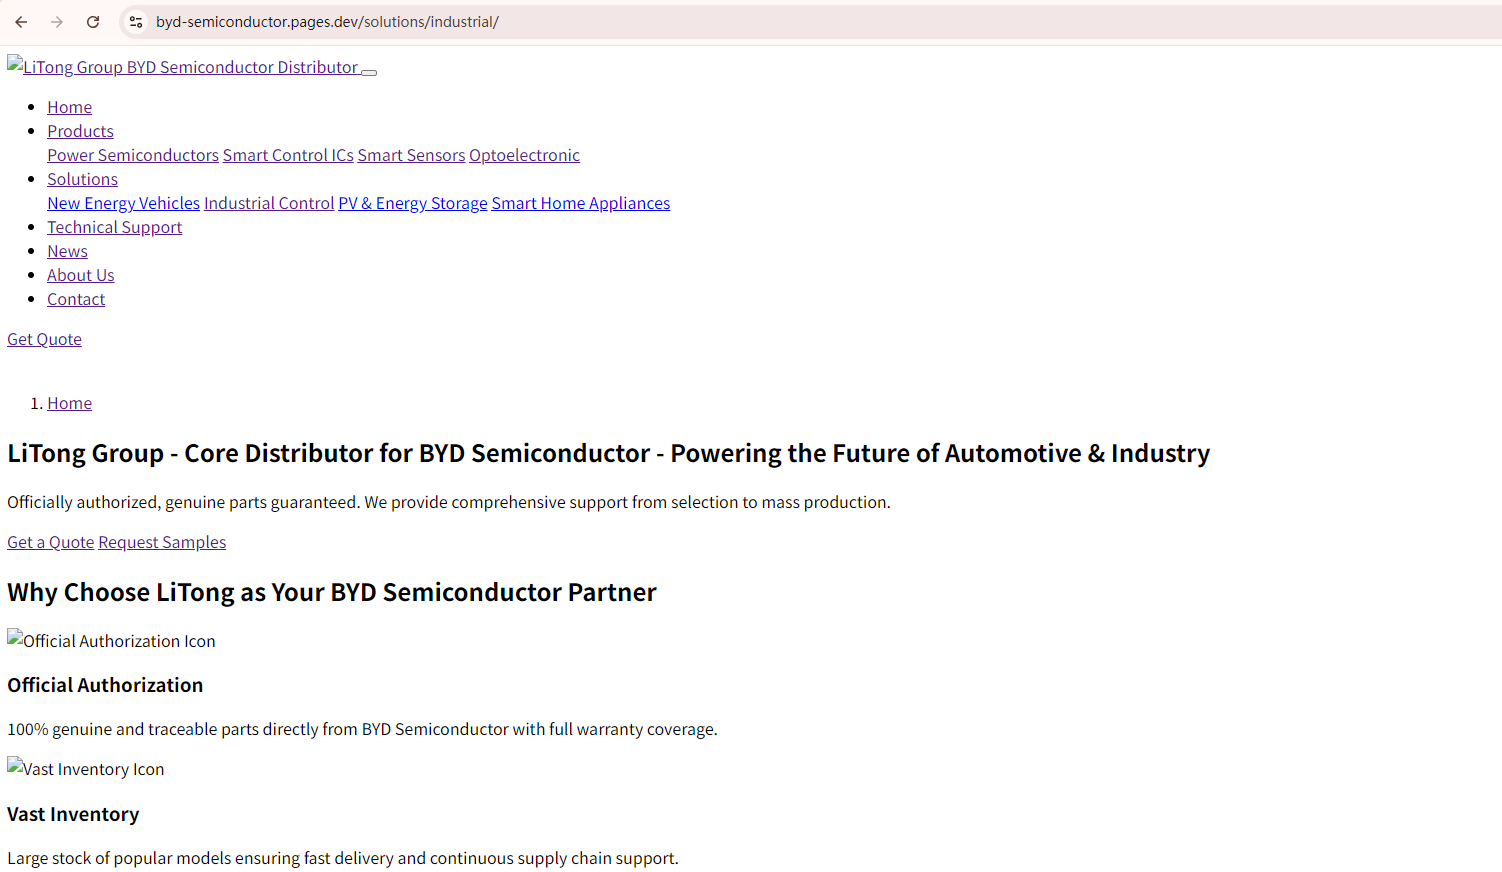 byd-semiconductor.pages.dev/solutions/industrial/
LiTong Group BYD Semiconductor Distributor
Home
Products
Power Semiconductors Smart Control ICs Smart Sensors Optoelectronic
Solutions
New Energy Vehicles Industrial Control PV & Energy Storage Smart Home Appliances
Technical Support
News
About Us
Contact
Get Quote
1. Home
LiTong Group - Core Distributor for BYD Semiconductor - Powering the Future of Automotive & Industry
Officially authorized, genuine parts guaranteed. We provide comprehensive support from selection to mass production.
Get a Quote Request Samples
Why Choose LiTong as Your BYD Semiconductor Partner
Official Authorization Icon
Official Authorization
100% genuine and traceable parts directly from BYD Semiconductor with full warranty coverage.
Vast Inventory Icon
Vast Inventory
Large stock of popular models ensuring fast delivery and continuous supply chain support.